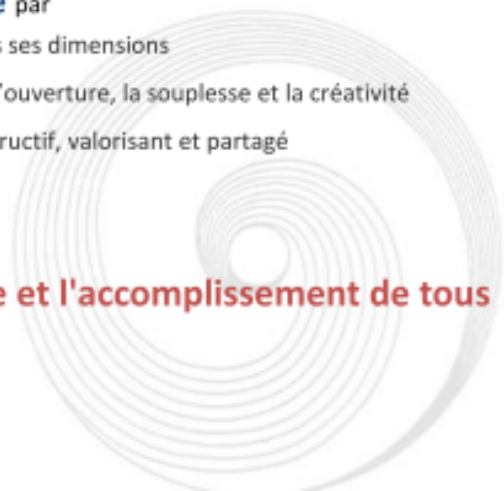 e par
s ses dimensions
'ouverture, la souplesse et la créativité
ructif, valorisant et partagé
e et l'accomplissement de tous